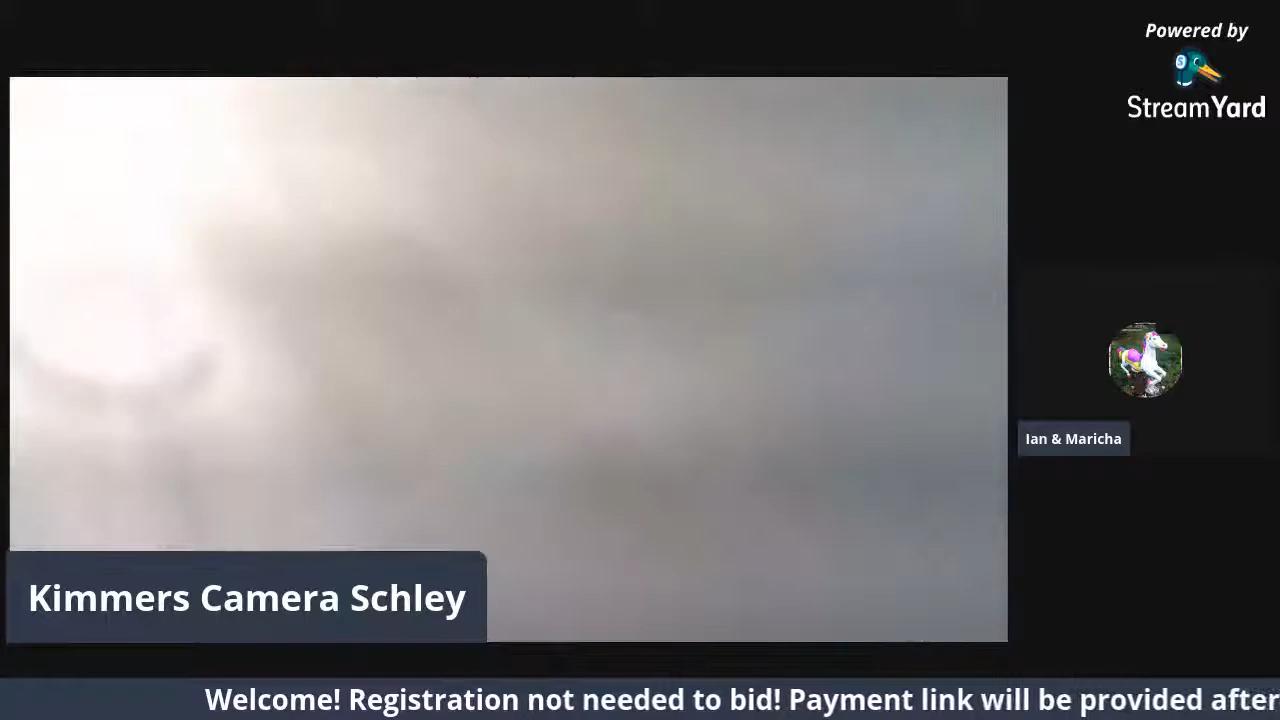 Powered by
StreamYard
Ian & Maricha
Kimmers Camera Schley
Welcome! Registration not needed to bid! Payment link will be provided after